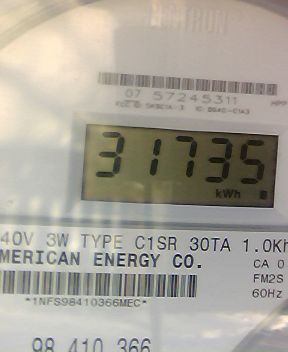 07 57245311
31735
kWh
40V 3W TYPE C1SR 30TA 1.0Kh
MERICAN ENERGY CO.
CA 0
FM2S
60Hz
*1NFS98410366MEC*
98 410 366